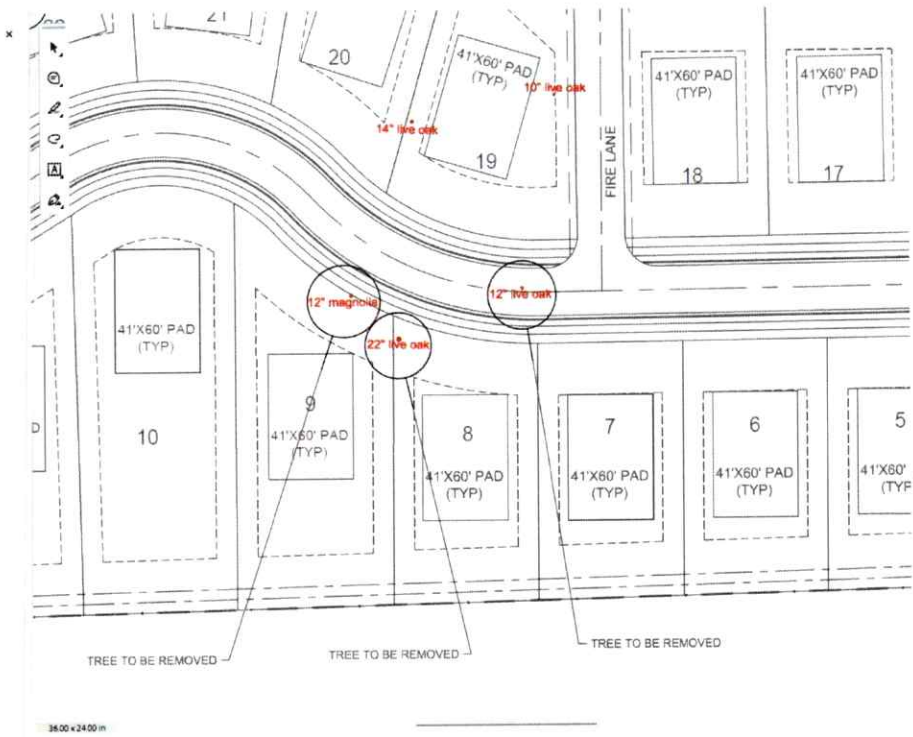 21
20
41'X60' PAD
(TYP)
10" live oak
14" live oak
19
FIRE LANE
41'X60' PAD
(TYP)
18
41'X60' PAD
(TYP)
17
12" magnolia
12" live oak
22" live oak
41'X60' PAD
(TYP)
10
9
41'X60' PAD
(TYP)
8
41'X60' PAD
(TYP)
7
41'X60' PAD
(TYP)
6
41'X60' PAD
(TYP)
5
41'X60'
(TYP
D
TREE TO BE REMOVED
TREE TO BE REMOVED
TREE TO BE REMOVED
36.00 x 24.00 in